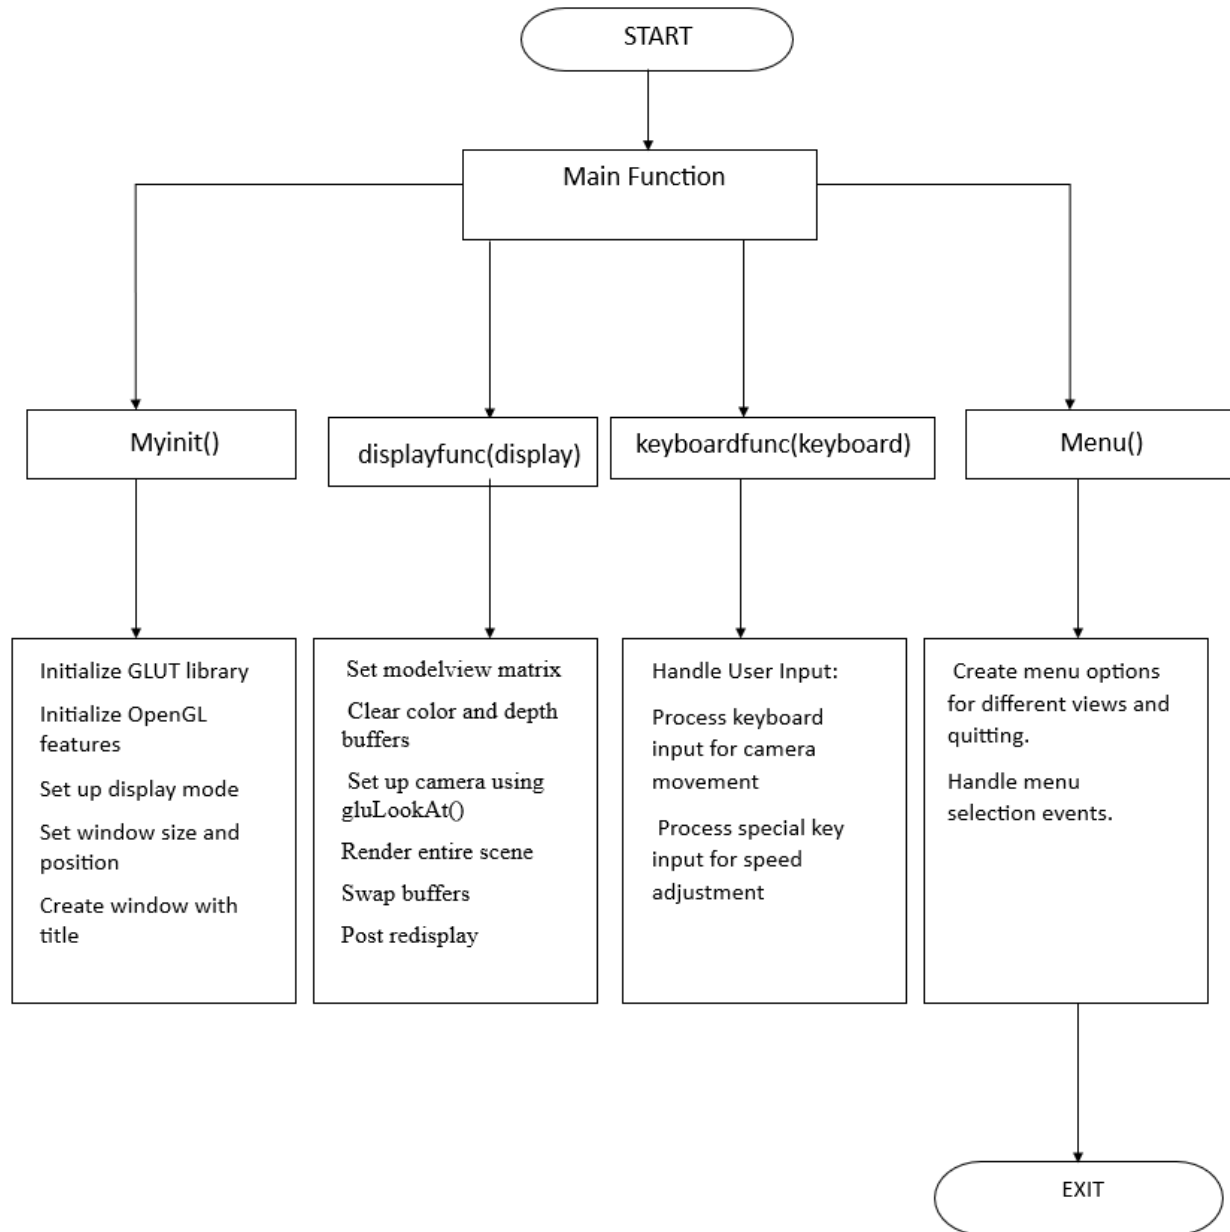 START
Main Function
Myinit()
displayfunc(display)
keyboardfunc(keyboard)
Menu()
Initialize GLUT library
Initialize OpenGL
features
Set up display mode
Set window size and
position
Create window with
title
Set modelview matrix
Clear color and depth
buffers
Set up camera using
gluLookAt()
Render entire scene
Swap buffers
Post redisplay
Handle User Input:
Process keyboard
input for camera
movement
Process special key
input for speed
adjustment
Create menu options
for different views and
quitting.
Handle menu
selection events.
EXIT